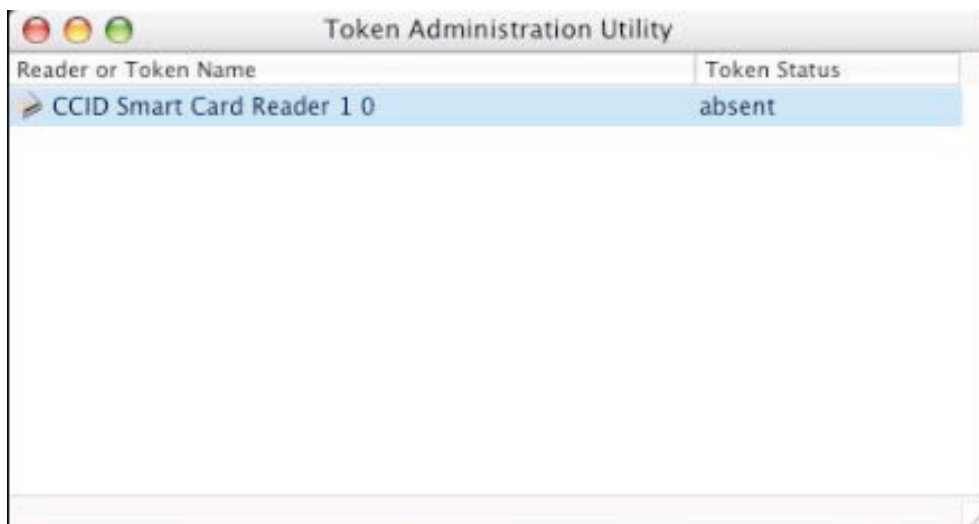 Token Administration Utility
Reader or Token Name Token Status
CCID Smart Card Reader 1 0 absent